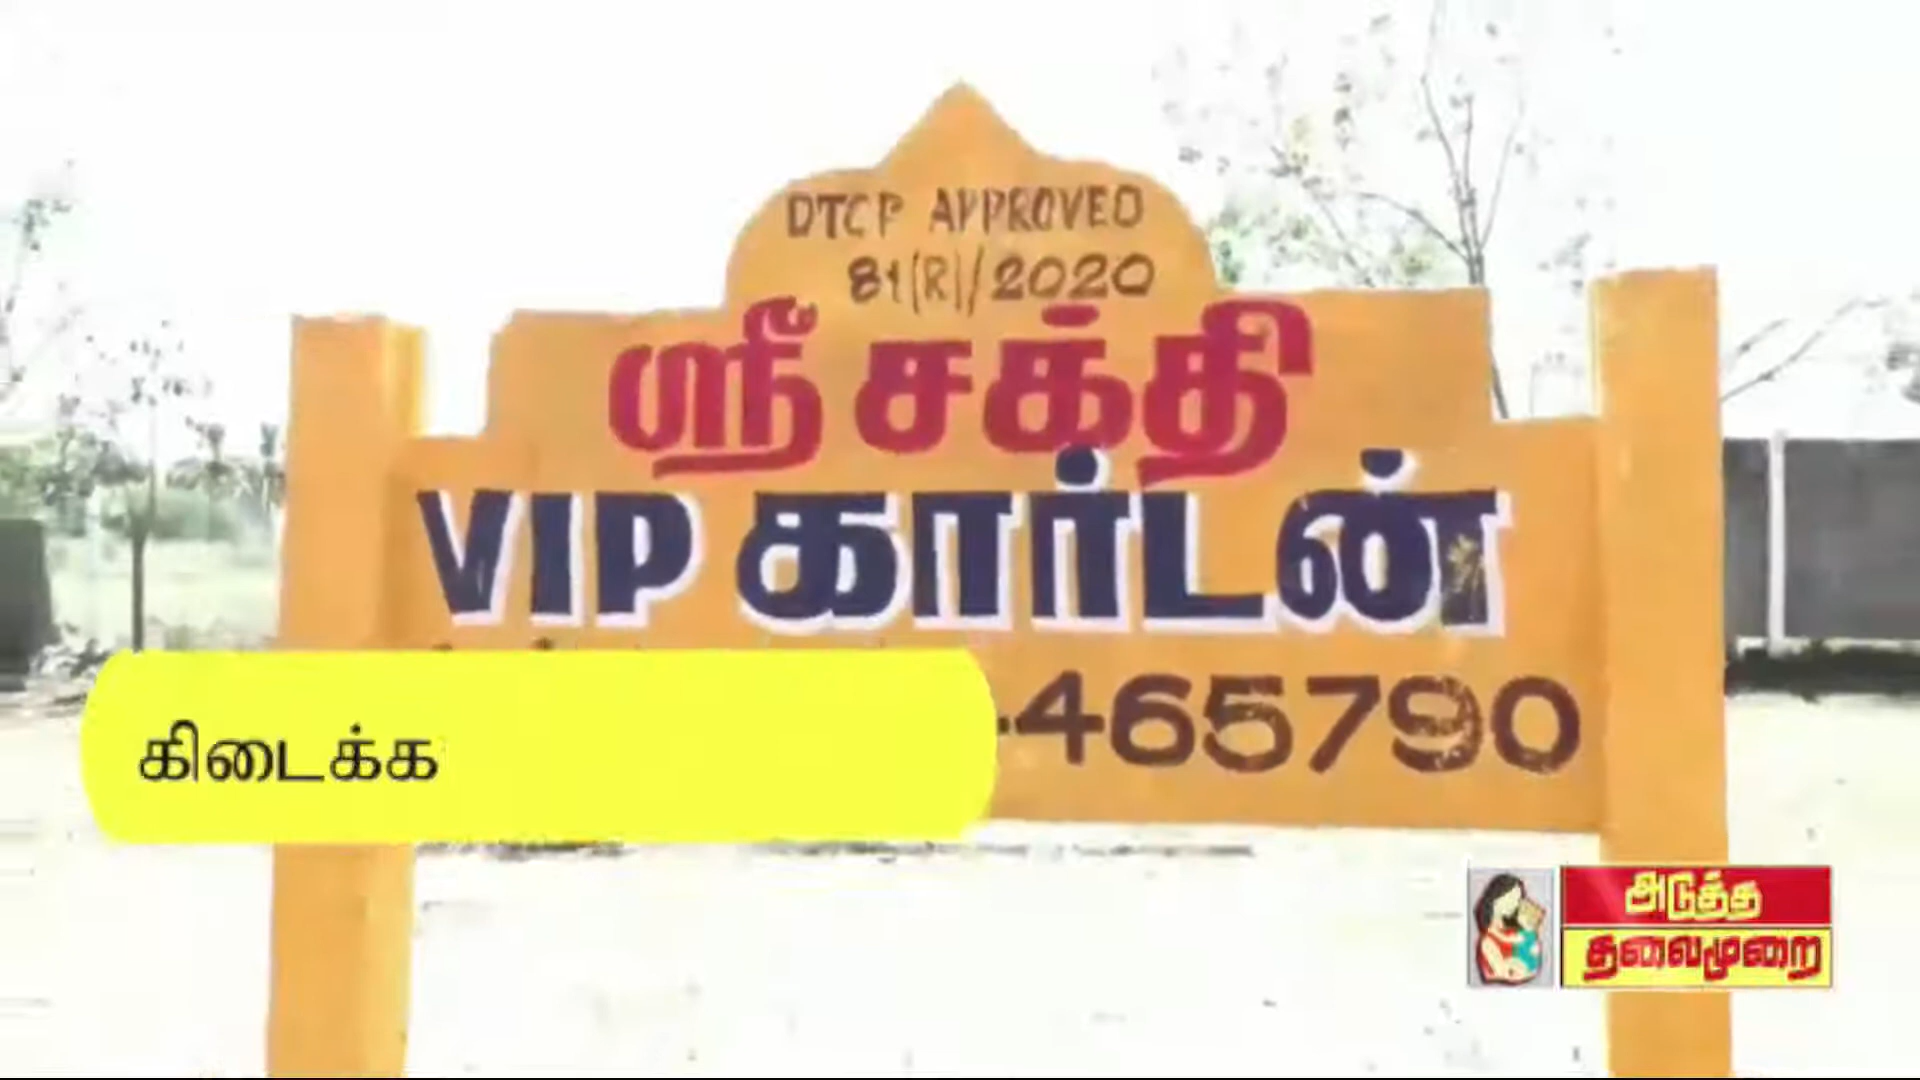 DTCP APPROVED
81(R)/2020
ஸ்ரீ சக்தி
VIP கார்டன்
-465790
கிடைக்க
அடுத்த
தலைமுறை